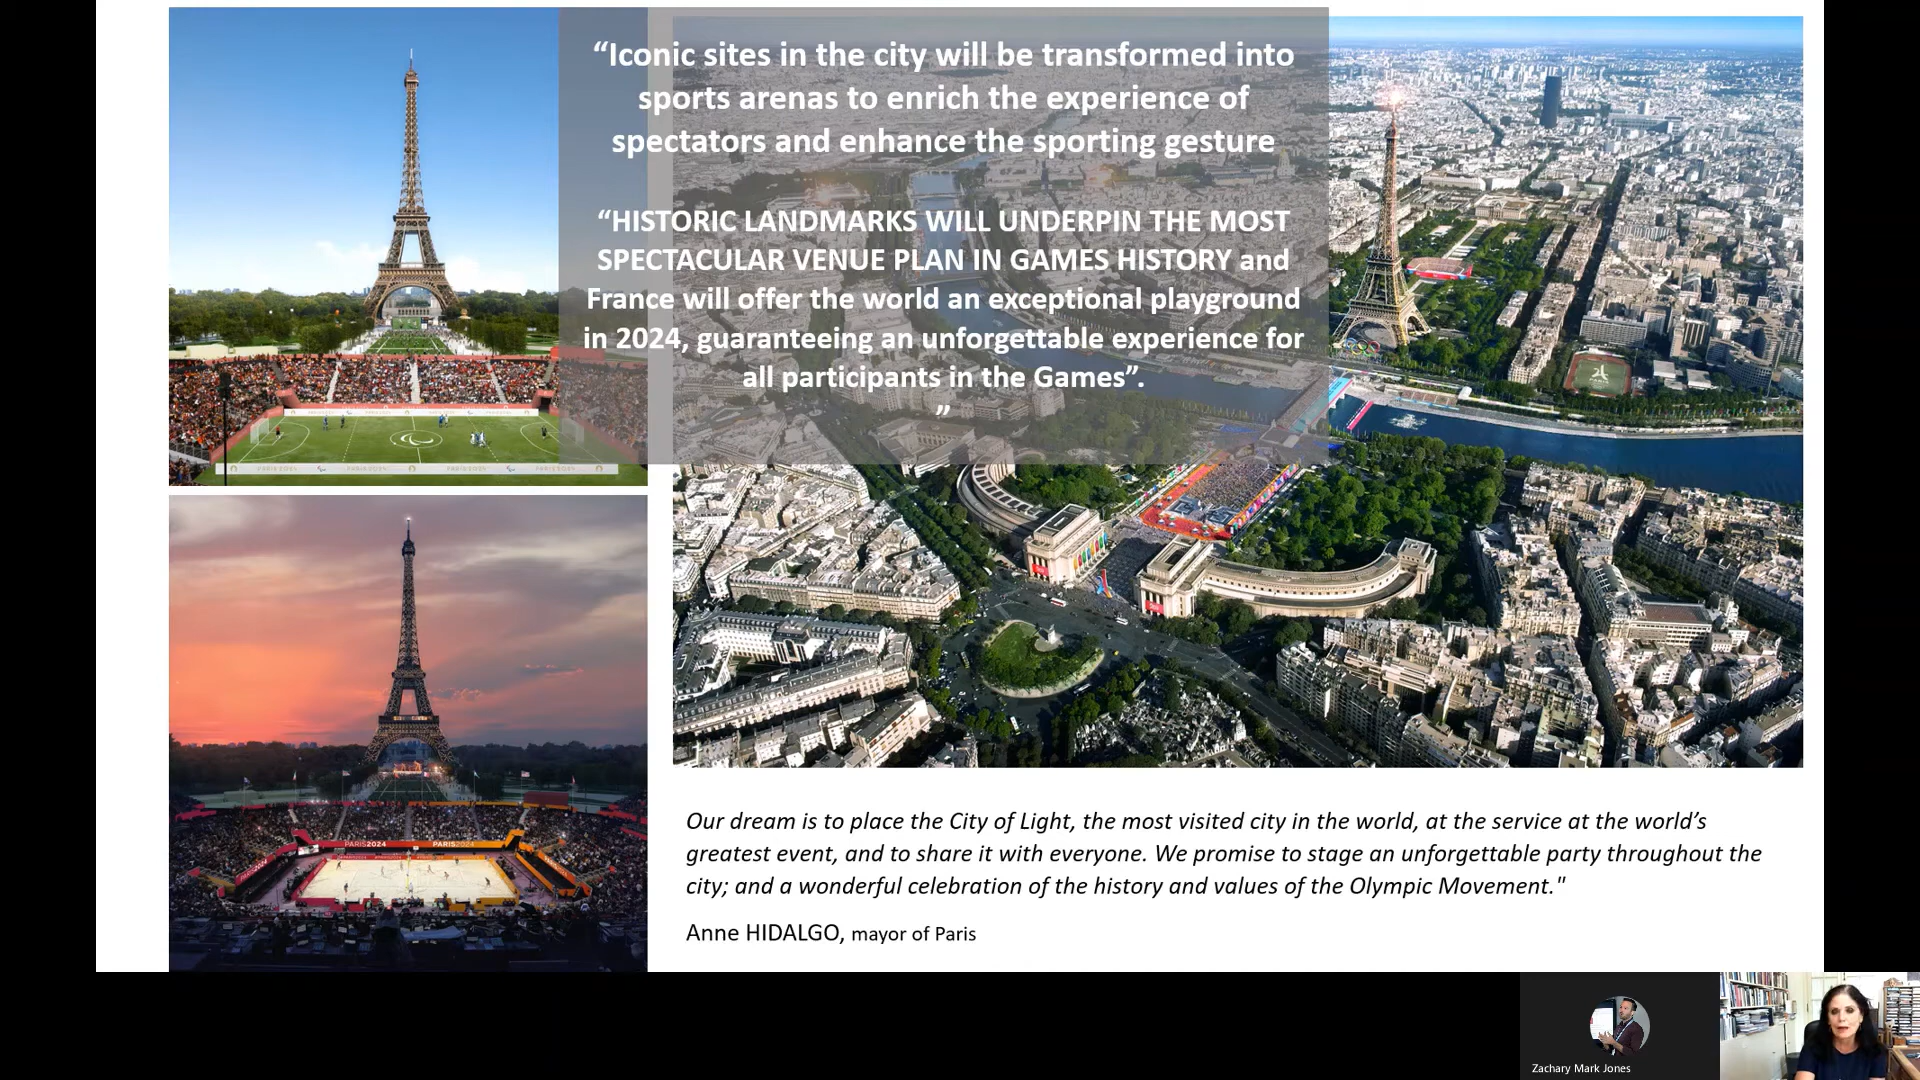 “Iconic sites in the city will be transformed into
sports arenas to enrich the experience of
spectators and enhance the sporting gesture
“HISTORIC LANDMARKS WILL UNDERPIN THE MOST
SPECTACULAR VENUE PLAN IN GAMES HISTORY and
France will offer the world an exceptional playground
in 2024, guaranteeing an unforgettable experience for
all participants in the Games”.
”
PARIS2024
PARIS2024
Our dream is to place the City of Light, the most visited city in the world, at the service at the world’s
greatest event, and to share it with everyone. We promise to stage an unforgettable party throughout the
city; and a wonderful celebration of the history and values of the Olympic Movement."
Anne HIDALGO, mayor of Paris
Zachary Mark Jones